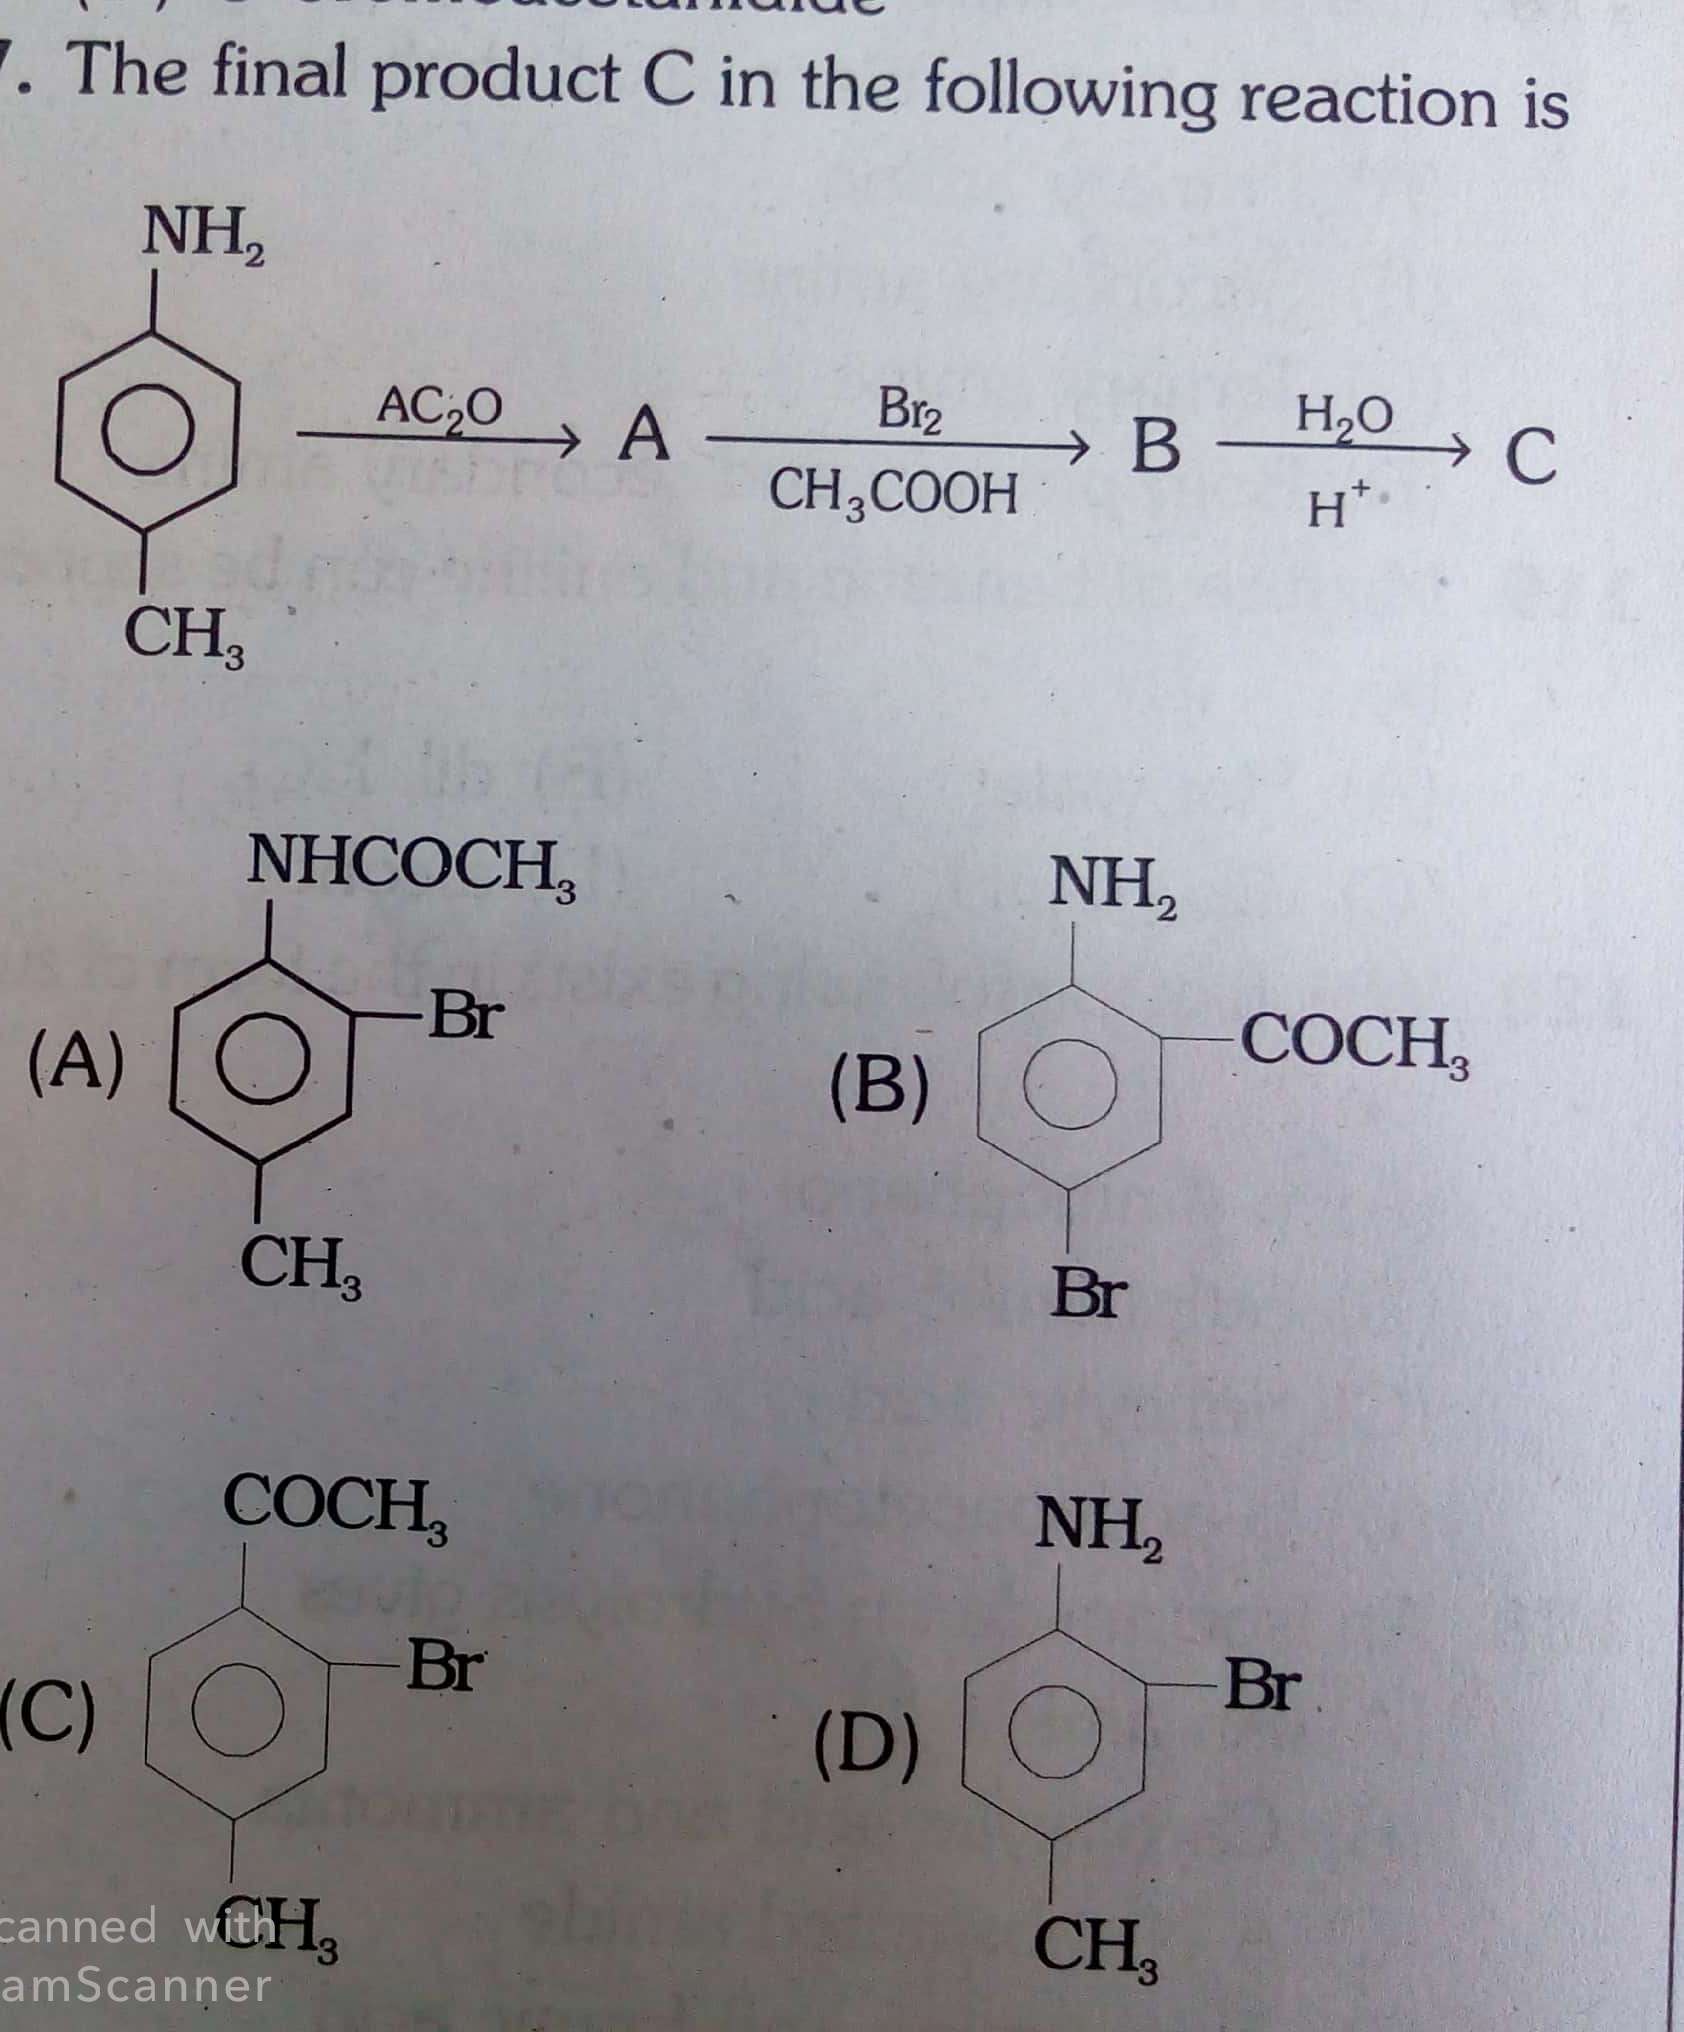 . The final product C in the following reaction is
NH₂
AC₂O
A
Br₂
CH₃COOH
B
H₂O
H⁺
C
CH₃
(A)
NHCOCH₃
Br
CH₃
(B)
NH₂
COCH₃
Br
(C)
COCH₃
Br
CH₃
(D)
NH₂
Br
CH₃
canned with
amScanner